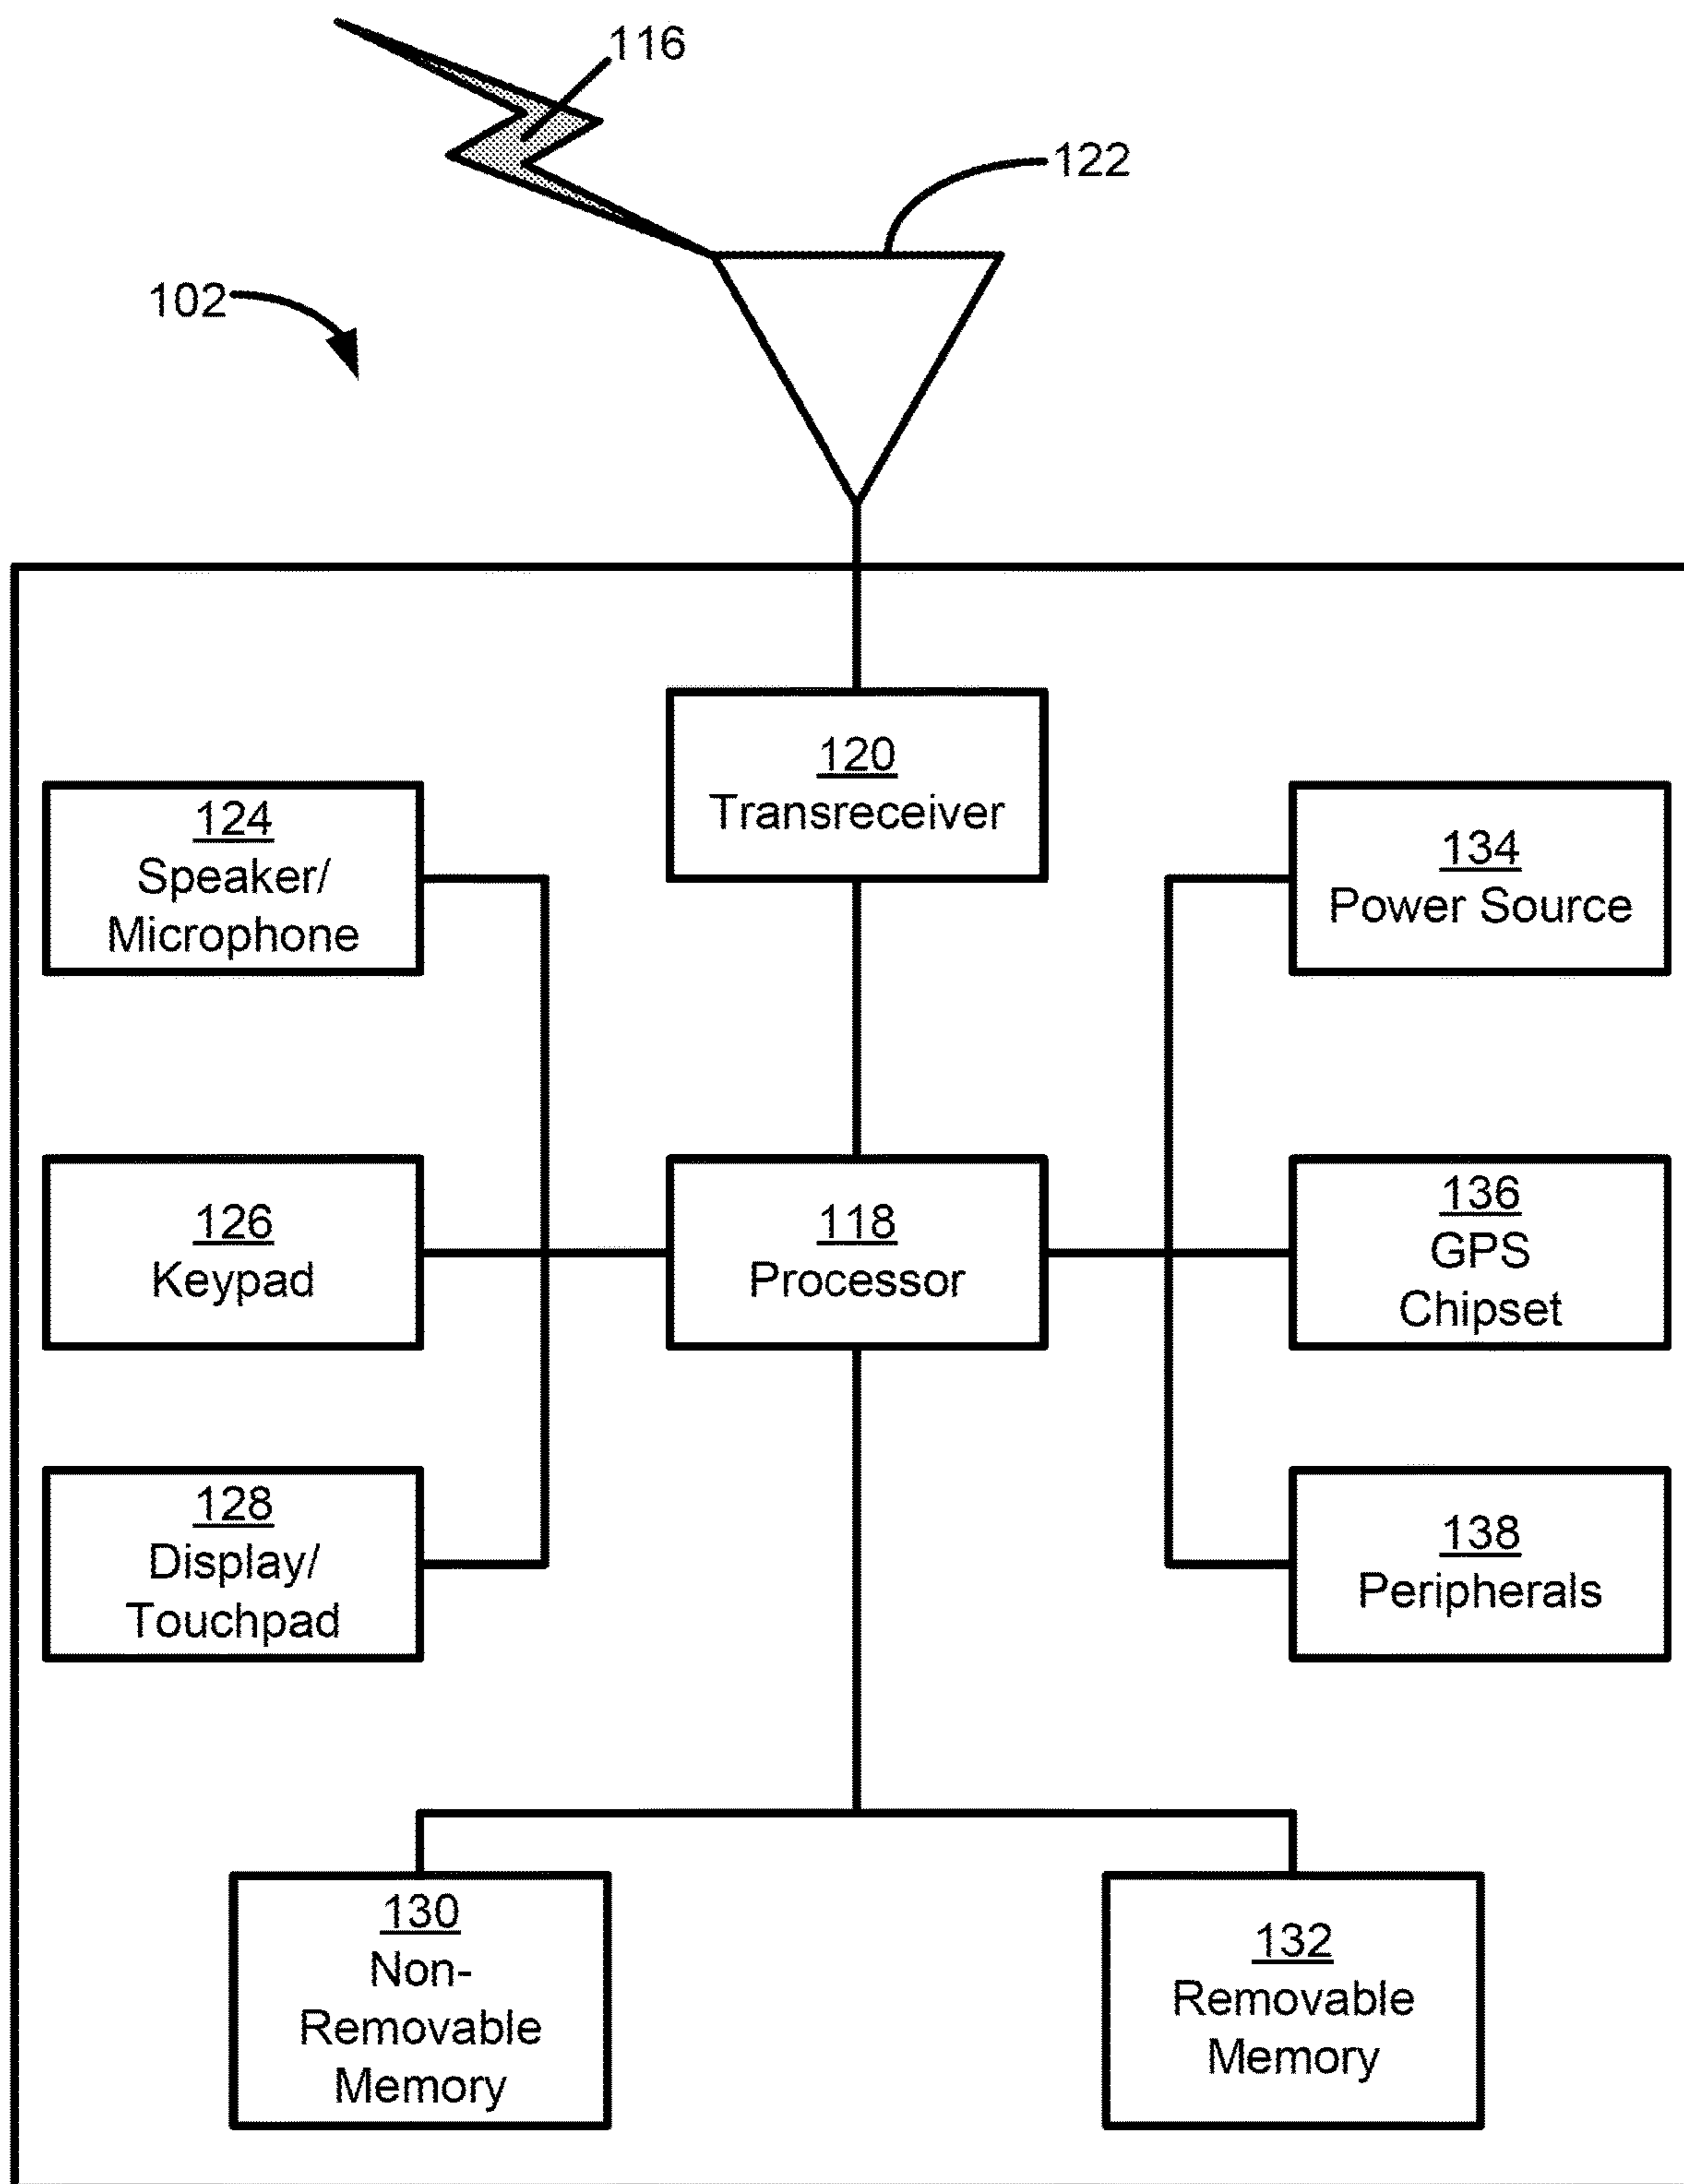 116
122
102
120
Transreceiver
124
Speaker/
Microphone
134
Power Source
126
Keypad
118
Processor
136
GPS
Chipset
128
Display/
Touchpad
138
Peripherals
130
Non-
Removable
Memory
132
Removable
Memory